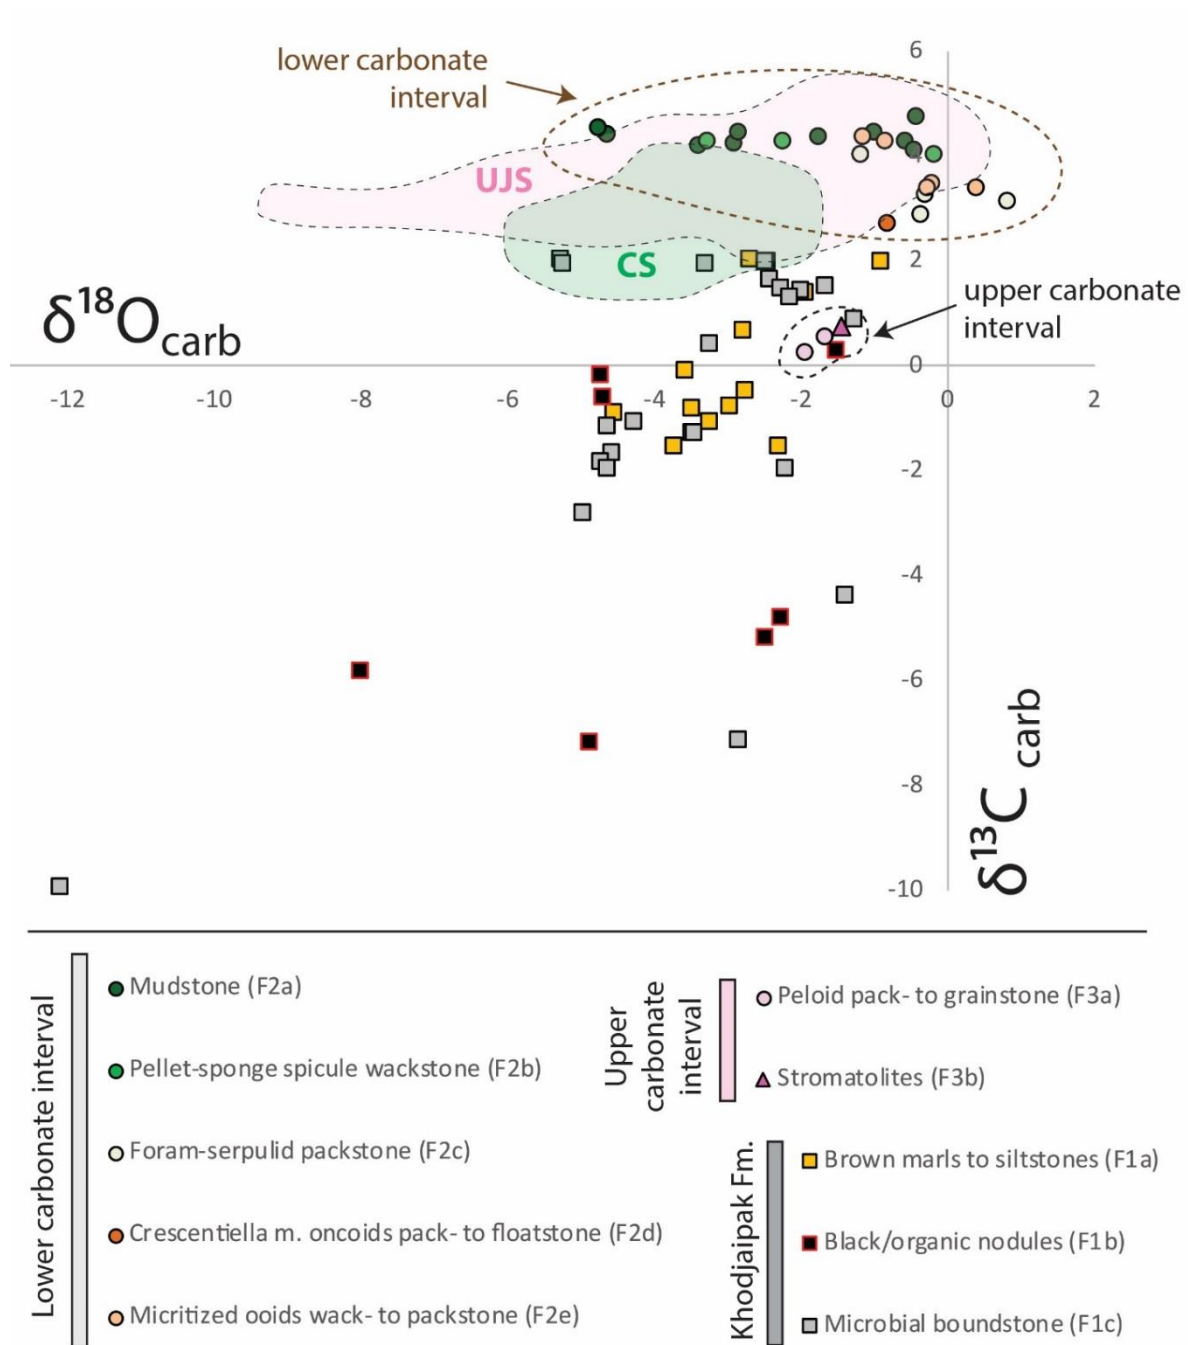 lower carbonate
interval
6
4
UJS
CS
2
δ¹⁸Ocarb
upper carbonate
interval
0
-12 -10 -8 -6 -4 -2 0 2
-2
-4
-6
-8
-10
δ¹³C carb
Lower carbonate interval
Mudstone (F2a)
Pellet-sponge spicule wackstone (F2b)
Foram-serpulid packstone (F2c)
Crescentiella m. oncoids pack- to floatstone (F2d)
Micritized ooids wack- to packstone (F2e)
Upper
carbonate
interval
Peloid pack- to grainstone (F3a)
Stromatolites (F3b)
Khodjaipak Fm.
Brown marls to siltstones (F1a)
Black/organic nodules (F1b)
Microbial boundstone (F1c)